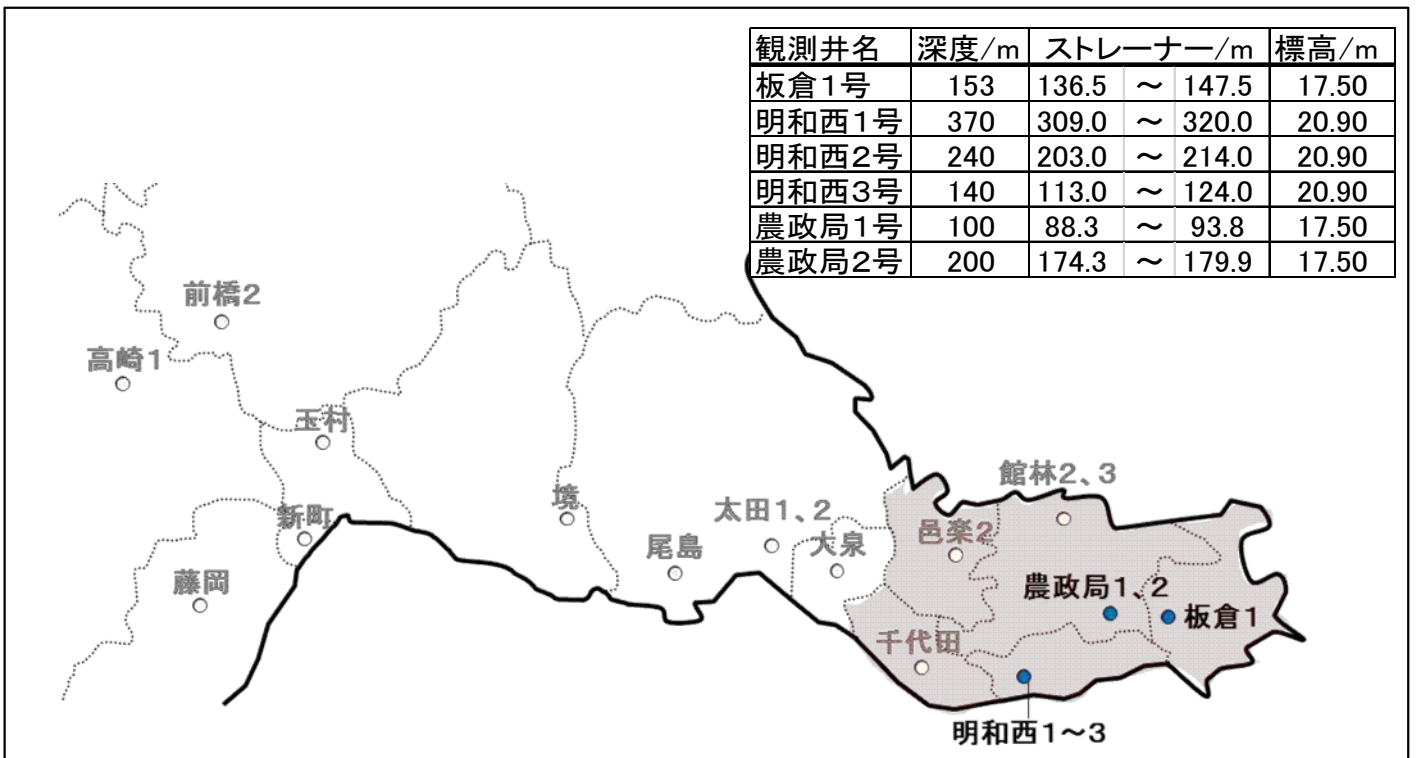 観測井名 深度/m ストレーナー/m 標高/m
板倉1号 153 136.5 ～ 147.5 17.50
明和西1号 370 309.0 ～ 320.0 20.90
明和西2号 240 203.0 ～ 214.0 20.90
明和西3号 140 113.0 ～ 124.0 20.90
農政局1号 100 88.3 ～ 93.8 17.50
農政局2号 200 174.3 ～ 179.9 17.50
前橋2
高崎1
玉村
新町
藤岡
境
尾島
太田1、2
大泉
邑楽2
館林2、3
農政局1、2
板倉1
千代田
明和西1～3